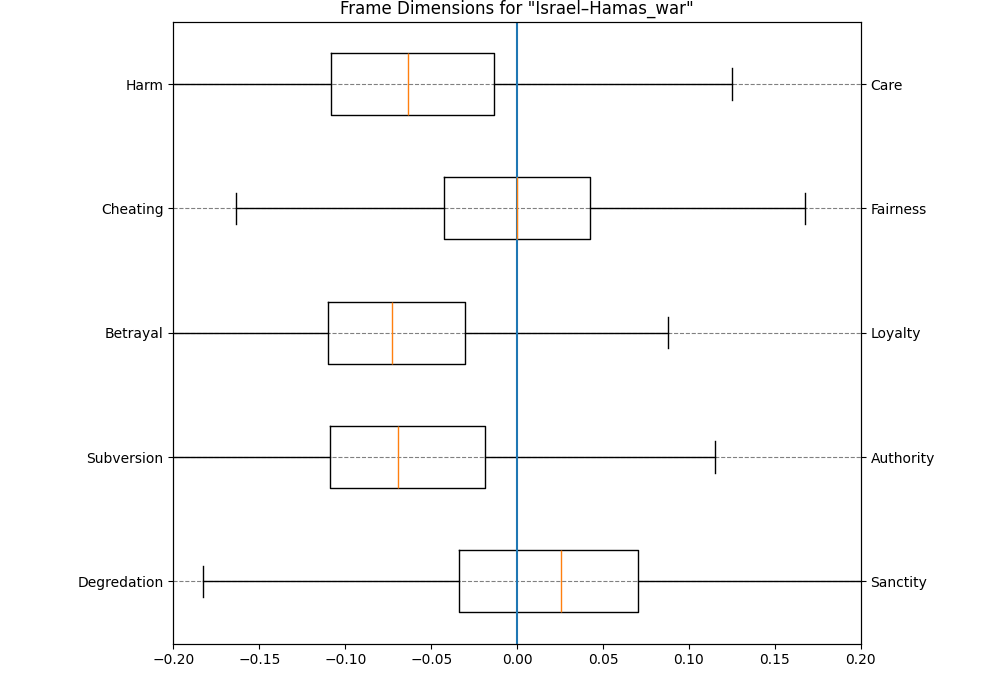 Frame Dimensions for "Israel–Hamas_war"
Harm
Care
Cheating
Fairness
Betrayal
Loyalty
Subversion
Authority
Degredation
Sanctity
−0.20 −0.15 −0.10 −0.05 0.00 0.05 0.10 0.15 0.20